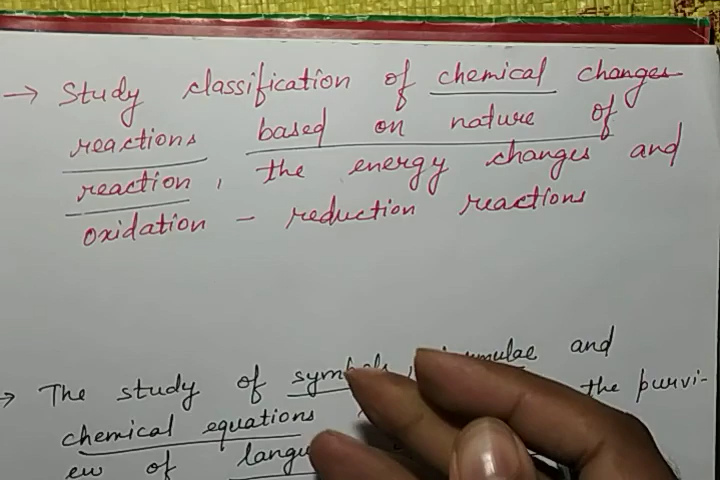 → Study classification of chemical changes
reactions based on nature of
reaction, the energy changes and
oxidation - reduction reactions
→ The study of symbols, and
chemical equations the purvi-
ew of